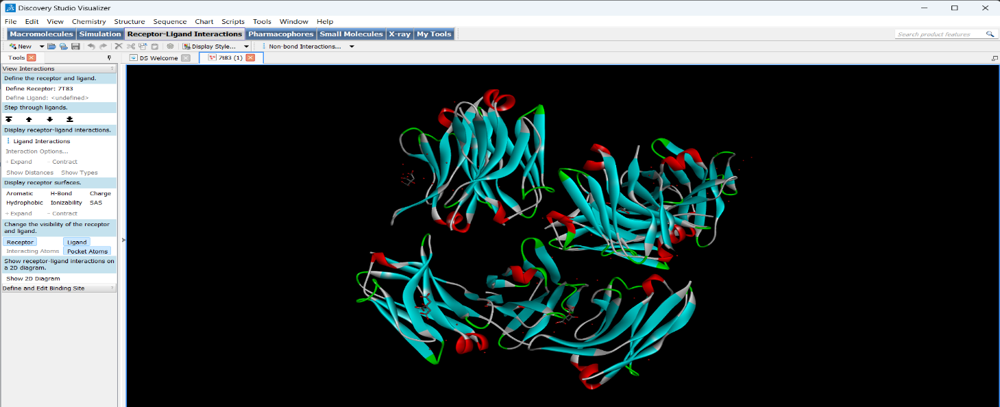 Discovery Studio Visualizer
File Edit View Chemistry Structure Sequence Chart Scripts Tools Window Help
Macromolecules Simulation Receptor-Ligand Interactions Pharmacophores Small Molecules X-ray My Tools Search product features
New Display Style... Non-bond Interactions...
Tools DS Welcome 7t83 (1)
View Interactions
Define the receptor and ligand.
Define Receptor: 7T83
Define Ligand: <undefined>
Step through ligands.
Display receptor-ligand interactions.
Ligand Interactions
Interaction Options...
+ Expand - Contract
Show Distances Show Types
Display receptor surfaces.
Aromatic H-Bond Charge
Hydrophobic Ionizability SAS
+ Expand - Contract
Change the visibility of the receptor
and ligand.
Receptor Ligand
Interacting Atoms Pocket Atoms
Show receptor-ligand interactions on
a 2D diagram.
Show 2D Diagram
Define and Edit Binding Site